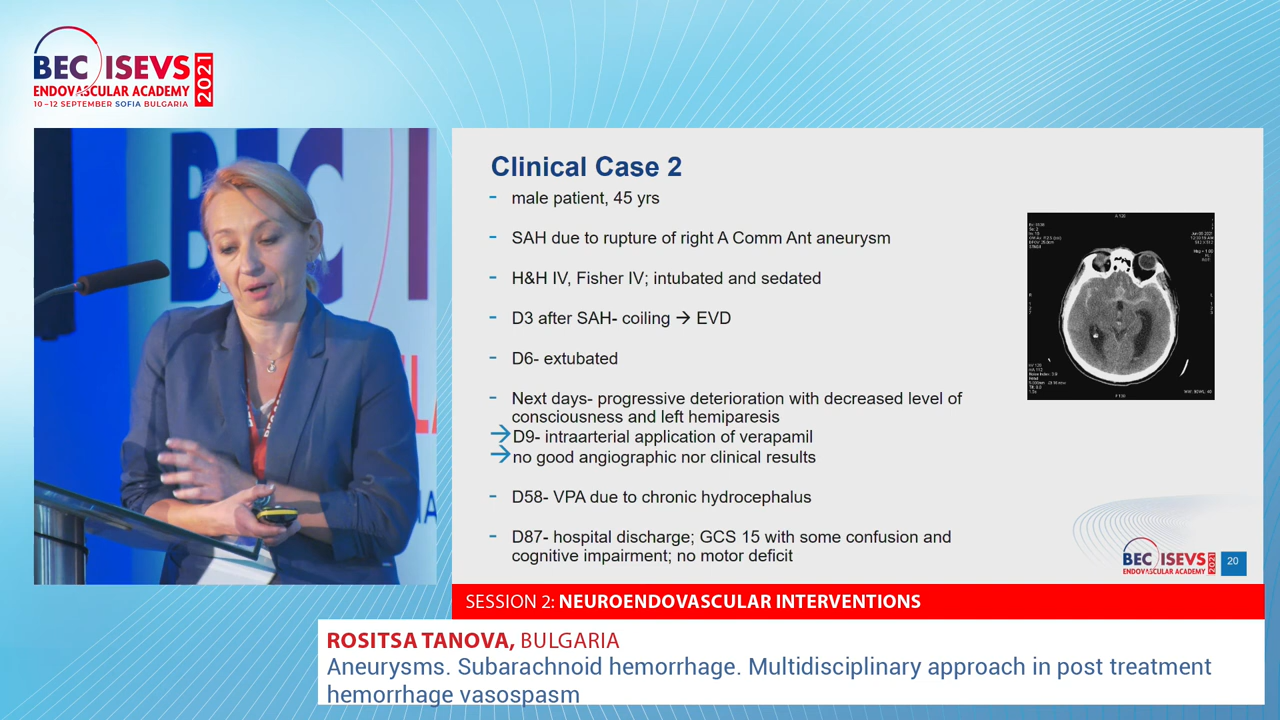 BEC ISEVS
ENDOVASCULAR ACADEMY
2021
10–12 SEPTEMBER SOFIA BULGARIA
Clinical Case 2
- male patient, 45 yrs
- SAH due to rupture of right A Comm Ant aneurysm
- H&H IV, Fisher IV; intubated and sedated
- D3 after SAH- coiling → EVD
- D6- extubated
- Next days- progressive deterioration with decreased level of
consciousness and left hemiparesis
→ D9- intraarterial application of verapamil
→ no good angiographic nor clinical results
- D58- VPA due to chronic hydrocephalus
- D87- hospital discharge; GCS 15 with some confusion and
cognitive impairment; no motor deficit
BEC ISEVS
ENDOVASCULAR ACADEMY
2021
20
SESSION 2: NEUROENDOVASCULAR INTERVENTIONS
ROSITSA TANOVA, BULGARIA
Aneurysms. Subarachnoid hemorrhage. Multidisciplinary approach in post treatment
hemorrhage vasospasm